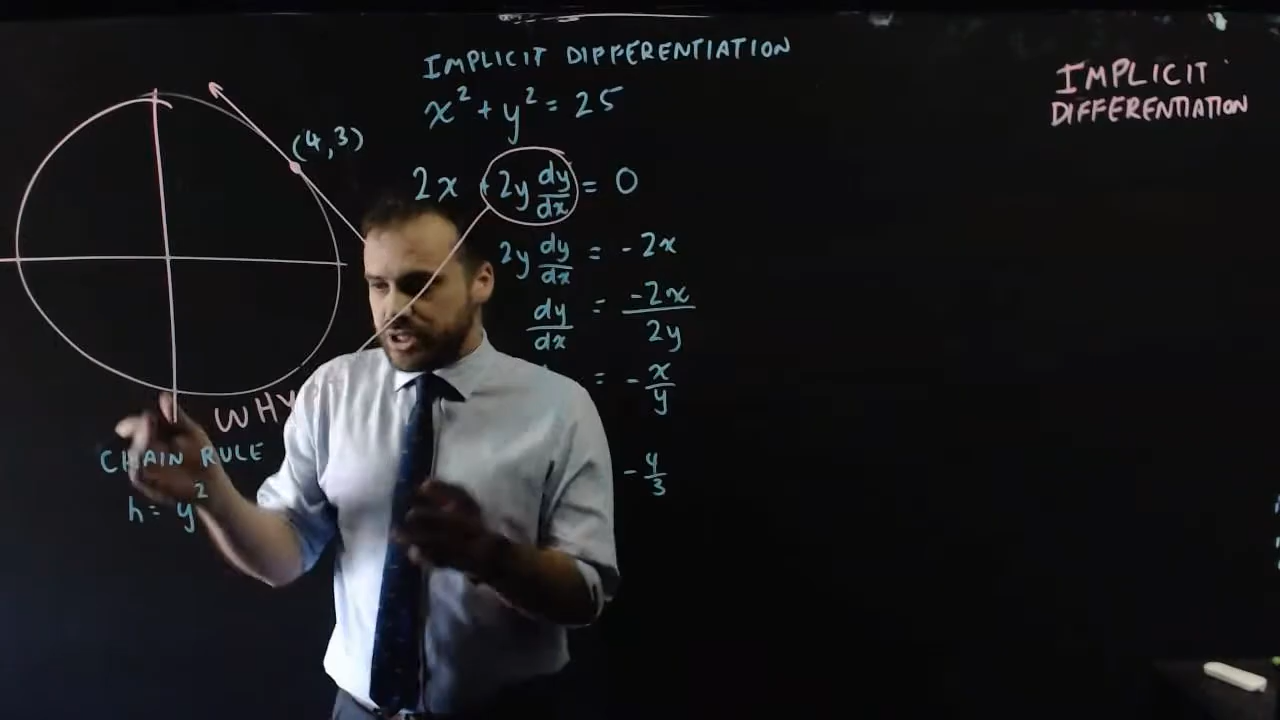 IMPLICIT DIFFERENTIATION
x² + y² = 25
(4,3)
2x + 2y dy/dx = 0
2y dy/dx = -2x
dy/dx = -2x/2y
= -x/y
-4/3
WHY
CHAIN RULE
h = y²
IMPLICIT
DIFFERENTIATION